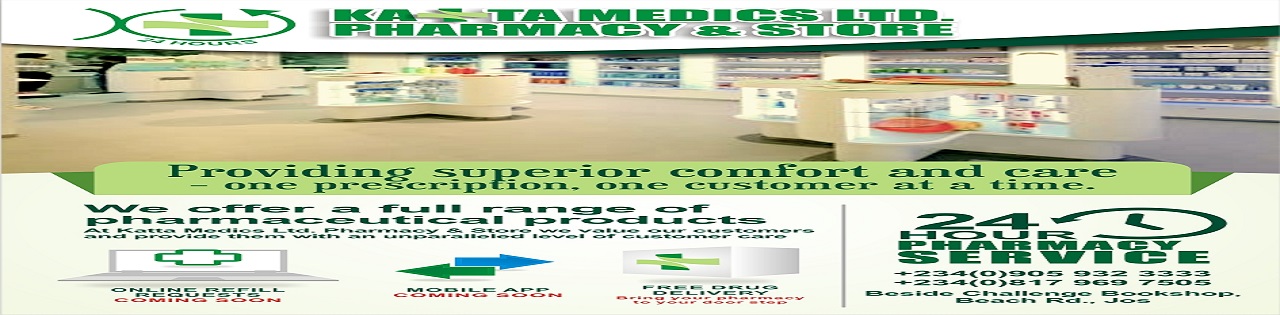 24 HOURS
KATTA MEDICS LTD.
PHARMACY & STORE
Providing superior comfort and care
- one prescription, one customer at a time.
We offer a full range of
pharmaceutical products
At Katta Medics Ltd. Pharmacy & Store we value our customers
and provide them with an unparalleled level of customer care
ONLINE REFILL
REQUESTS
COMING SOON
MOBILE APP
COMING SOON
FREE DRUG
DELIVERY
Bring your pharmacy
to your door step
24
HOUR
PHARMACY
SERVICE
+234(0)905 932 3333
+234(0)817 969 7505
Beside Challenge Bookshop,
Beach Rd., Jos